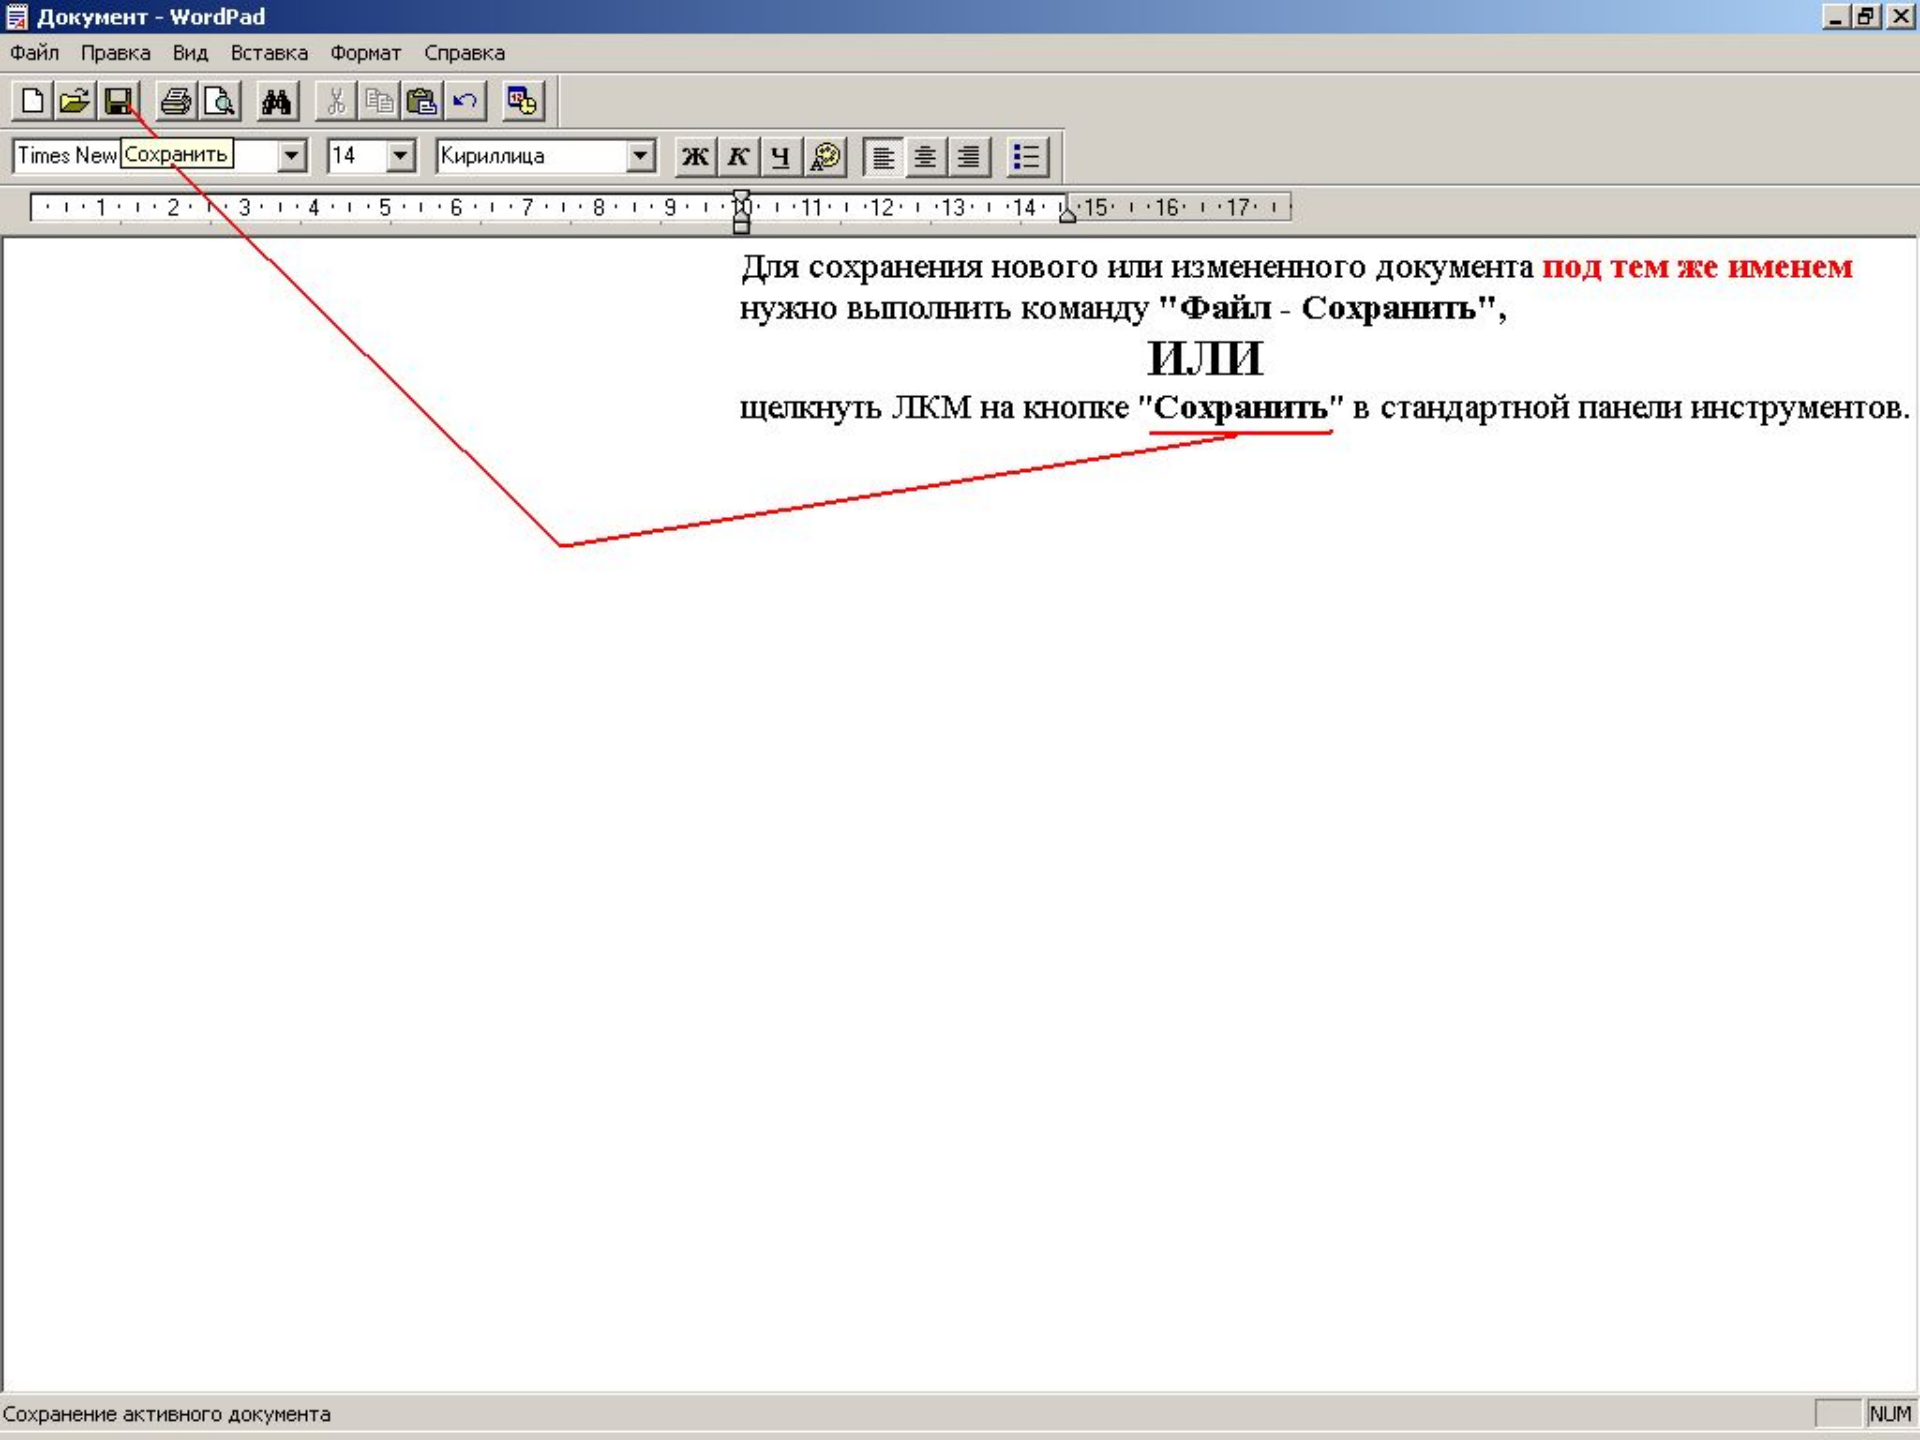 Документ - WordPad
Файл Правка Вид Вставка Формат Справка
Times New Сохранить 14 Кириллица Ж К Ч
1 2 3 4 5 6 7 8 9 10 11 12 13 14 15 16 17
Для сохранения нового или измененного документа под тем же именем
нужно выполнить команду "Файл - Сохранить",
ИЛИ
щелкнуть ЛКМ на кнопке "Сохранить" в стандартной панели инструментов.
Сохранение активного документа NUM